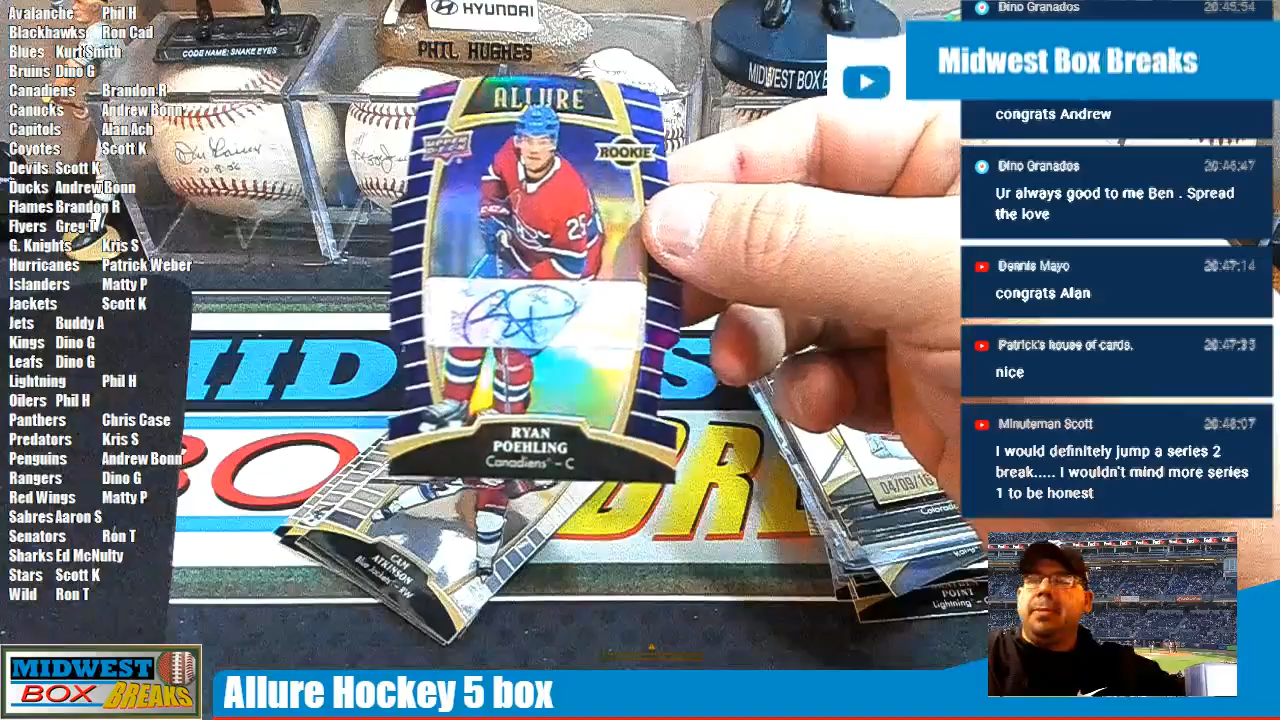 Avalanche Phil H
Blackhawks Ron Cad
Blues Kurt Smith
Bruins Dino G
Canadiens Brandon R
Canucks Andrew Bonn
Capitols Alan Ach
Coyotes Scott K
Devils Scott K
Ducks Andrew Bonn
Flames Brandon R
Flyers Greg T
G. Knights Kris S
Hurricanes Patrick Weber
Islanders Matty P
Jackets Scott K
Jets Buddy A
Kings Dino G
Leafs Dino G
Lightning Phil H
Oilers Phil H
Panthers Chris Case
Predators Kris S
Penguins Andrew Bonn
Rangers Dino G
Red Wings Matty P
Sabres Aaron S
Senators Ron T
Sharks Ed McNulty
Stars Scott K
Wild Ron T
CODE NAME: SNAKE EYES
HYUNDAI
PHIL HUGHES
MIDWEST BOX
ALLURE
UPPER DECK
ROOKIE
25
RYAN
POEHLING
Canadiens - C
MID
S
BO
BRE
CAM
ATKINSON
Blue Jackets - RW
04/09/16
Colorado
POINT
Lightning - C
Midwest Box Breaks
Dino Granados 20:45:54
congrats Andrew
Dino Granados 20:46:47
Ur always good to me Ben . Spread
the love
Dennis Mayo 20:47:14
congrats Alan
Patrick's house of cards. 20:47:35
nice
Minuteman Scott 20:48:07
I would definitely jump a series 2
break..... I wouldn't mind more series
1 to be honest
MIDWEST
BOX BREAKS
Allure Hockey 5 box